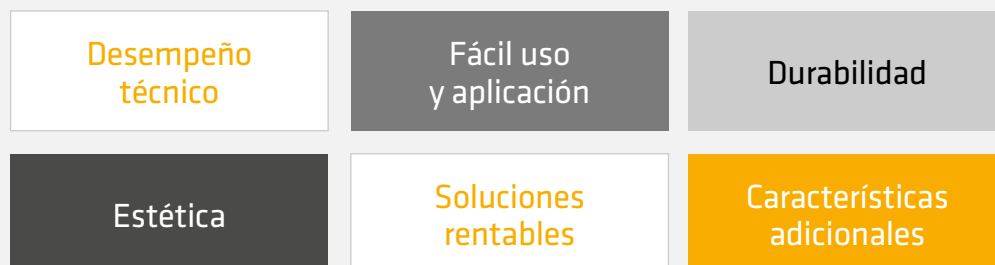 Desempeño
técnico
Fácil uso
y aplicación
Durabilidad
Estética
Soluciones
rentables
Características
adicionales